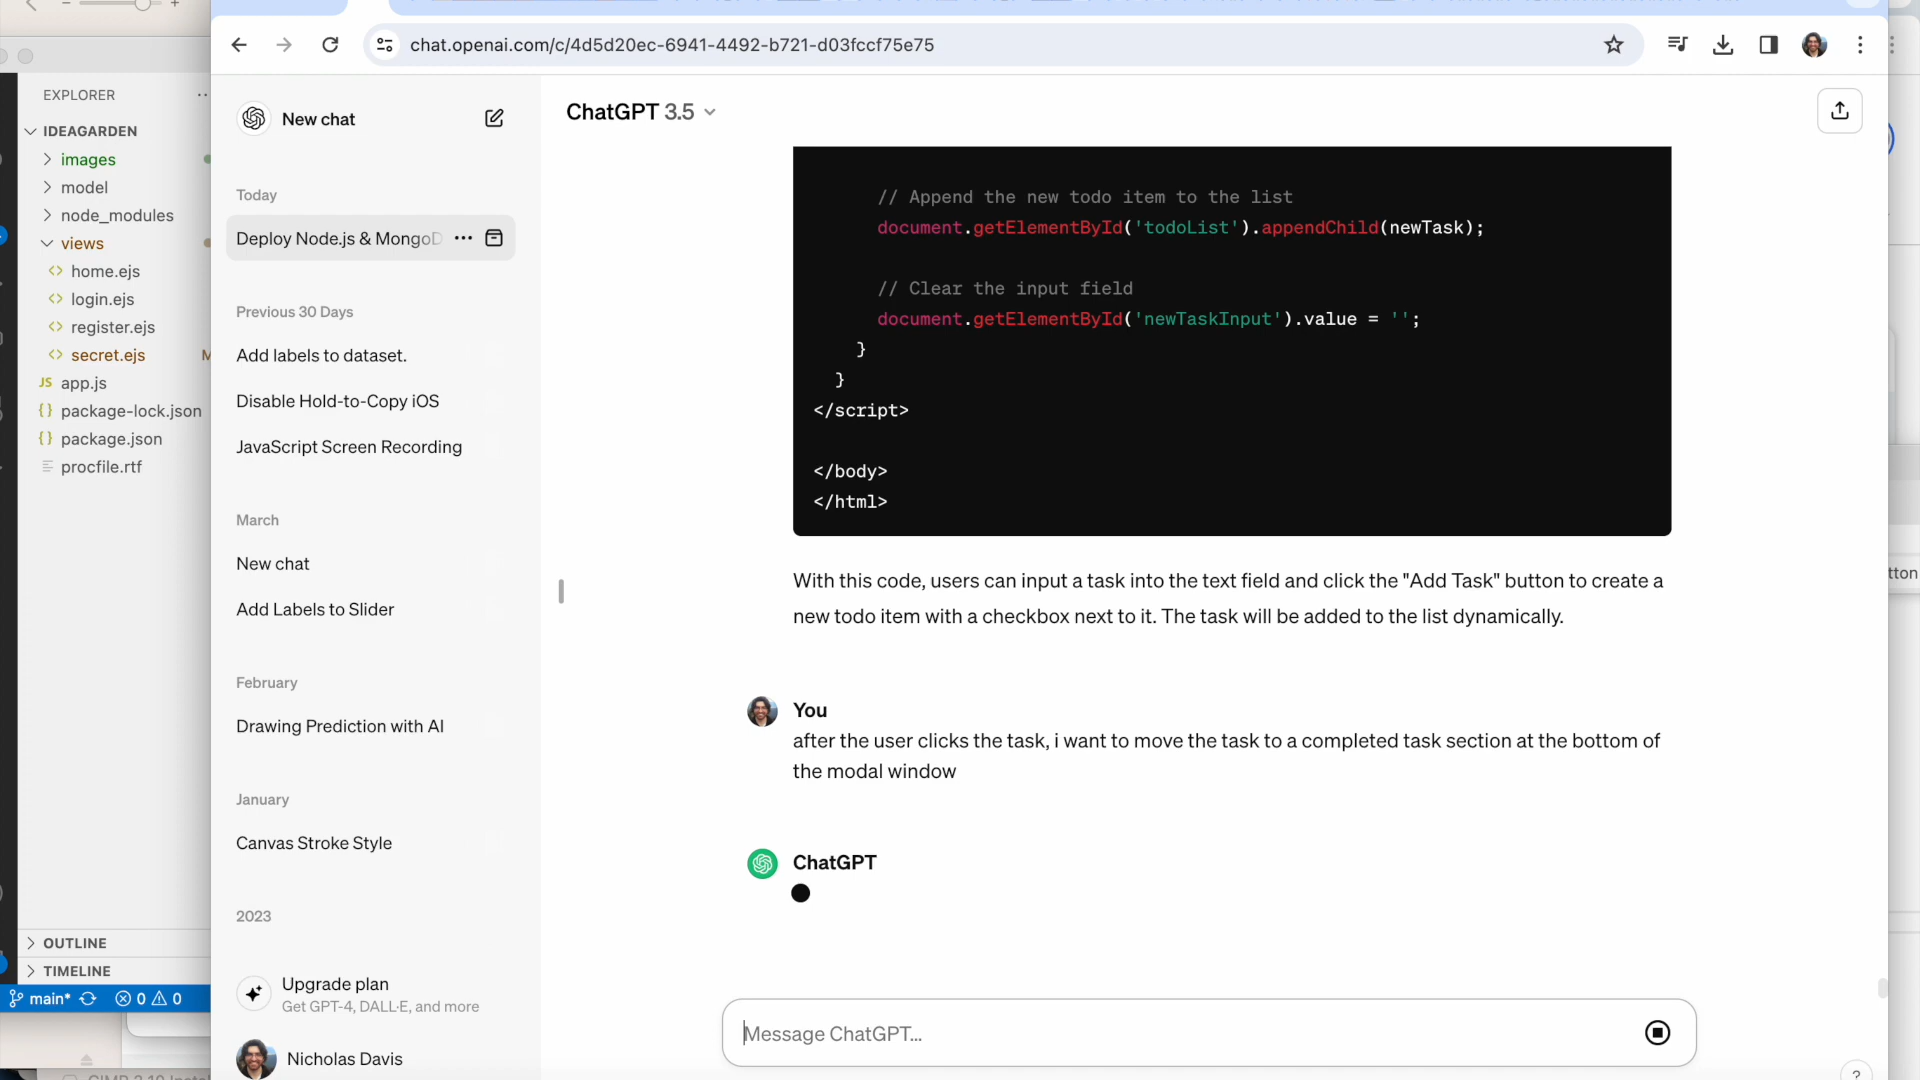 chat.openai.com/c/4d5d20ec-6941-4492-b721-d03fccf75e75
EXPLORER
IDEAGARDEN
images
model
node_modules
views
home.ejs
login.ejs
register.ejs
secret.ejs
M
JS app.js
{} package-lock.json
{} package.json
procfile.rtf
OUTLINE
TIMELINE
main* 0 0
New chat
Today
Deploy Node.js & MongoD
Previous 30 Days
Add labels to dataset.
Disable Hold-to-Copy iOS
JavaScript Screen Recording
March
New chat
Add Labels to Slider
February
Drawing Prediction with AI
January
Canvas Stroke Style
2023
Upgrade plan
Get GPT-4, DALL·E, and more
Nicholas Davis
ChatGPT 3.5
// Append the new todo item to the list
document.getElementById('todoList').appendChild(newTask);
// Clear the input field
document.getElementById('newTaskInput').value = '';
}
}
</script>
</body>
</html>
With this code, users can input a task into the text field and click the "Add Task" button to create a
new todo item with a checkbox next to it. The task will be added to the list dynamically.
You
after the user clicks the task, i want to move the task to a completed task section at the bottom of
the modal window
ChatGPT
Message ChatGPT...
?
tton